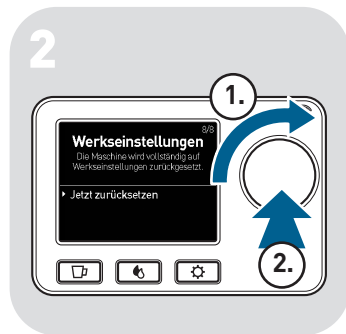 2
1.
8/8
Werkseinstellungen
Die Maschine wird vollständig auf
Werkseinstellungen zurückgesetzt.
Jetzt zurücksetzen
2.